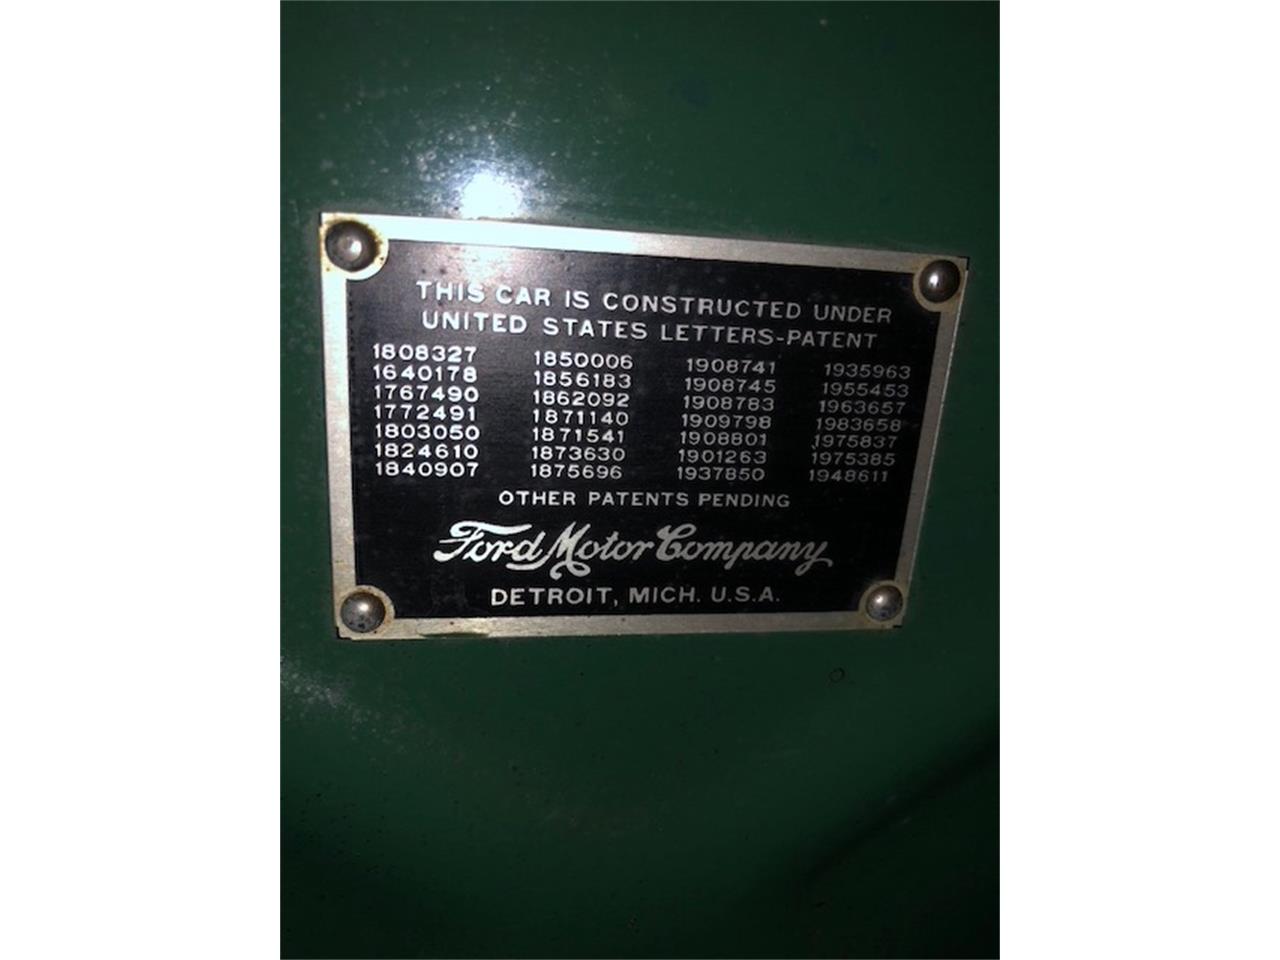 THIS CAR IS CONSTRUCTED UNDER
UNITED STATES LETTERS-PATENT
1808327 1850006 1908741 1935963
1640178 1856183 1908745 1955453
1767490 1862092 1908783 1963657
1772491 1871140 1909798 1983658
1803050 1871541 1908801 1975837
1824610 1873630 1901263 1975385
1840907 1875696 1937850 1948611
OTHER PATENTS PENDING
Ford Motor Company
DETROIT, MICH. U.S.A.